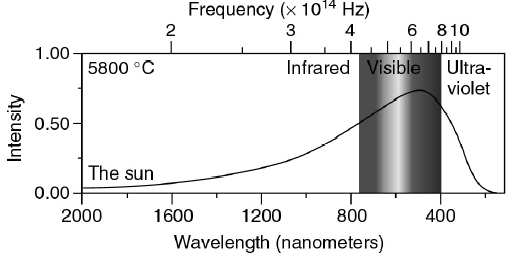 Frequency (× 10¹⁴ Hz)
2 3 4 6 8 10
1.00
5800 °C
Infrared
Visible
Ultra-
violet
Intensity
0.50
The sun
0.00
2000 1600 1200 800 400
Wavelength (nanometers)